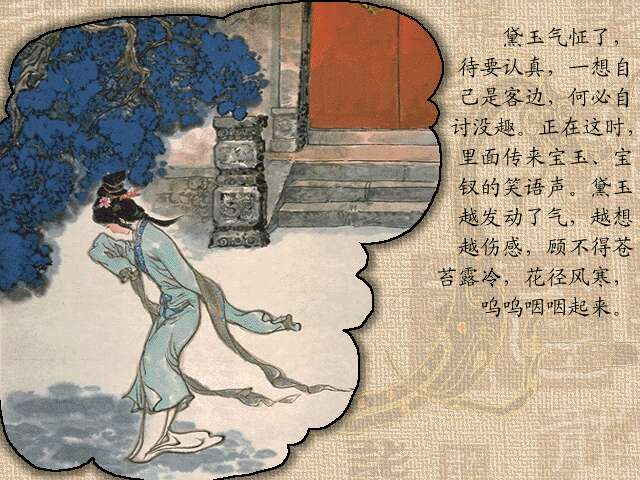 黛玉气怔了，
待要认真，一想自
己是客边，何必自
讨没趣。正在这时，
里面传来宝玉、宝
钗的笑语声。黛玉
越发动了气，越想
越伤感，顾不得苍
苔露冷，花径风寒，
呜呜咽咽起来。